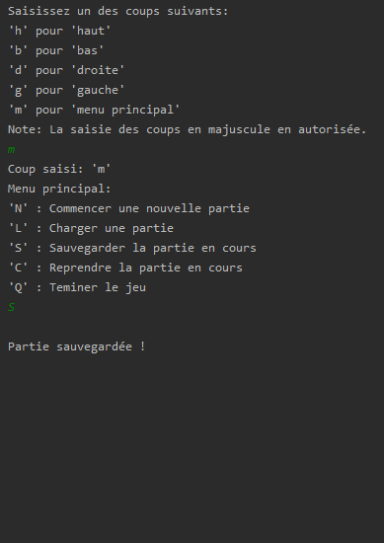 Saisissez un des coups suivants:
'h' pour 'haut'
'b' pour 'bas'
'd' pour 'droite'
'g' pour 'gauche'
'm' pour 'menu principal'
Note: La saisie des coups en majuscule en autorisée.
m
Coup saisi: 'm'
Menu principal:
'N' : Commencer une nouvelle partie
'L' : Charger une partie
'S' : Sauvegarder la partie en cours
'C' : Reprendre la partie en cours
'Q' : Teminer le jeu
S
Partie sauvegardée !